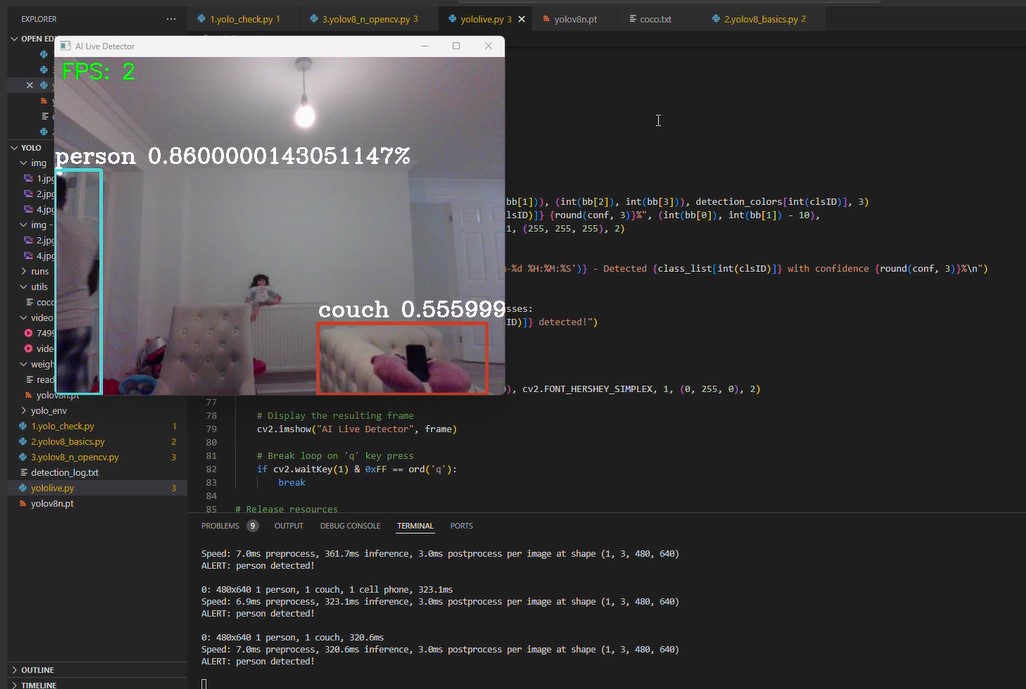 EXPLORER
1.yolo_check.py 1
3.yolov8_n_opencv.py 3
yololive.py 3
yolov8n.pt
coco.txt
2.yolov8_basics.py 2
OPEN ED
YOLO
img
1.jpg
2.jpg
4.jpg
img -
2.jpg
4.jpg
runs
utils
coco
video
7499
vide
weigh
read
yolov8n.pt
yolo_env
1.yolo_check.py 1
2.yolov8_basics.py 2
3.yolov8_n_opencv.py 3
detection_log.txt
yololive.py 3
yolov8n.pt
OUTLINE
TIMELINE
AI Live Detector
FPS: 2
person 0.8600000143051147%
couch 0.555999
bb[1])), (int(bb[2]), int(bb[3])), detection_colors[int(clsID)], 3)
lsID)]} {round(conf, 3)}%", (int(bb[0]), int(bb[1]) - 10),
1, (255, 255, 255), 2)
-%d %H:%M:%S')} - Detected {class_list[int(clsID)]} with confidence {round(conf, 3)}%\n")
sses:
ID)]} detected!")
), cv2.FONT_HERSHEY_SIMPLEX, 1, (0, 255, 0), 2)
77
78 # Display the resulting frame
79 cv2.imshow("AI Live Detector", frame)
80
81 # Break loop on 'q' key press
82 if cv2.waitKey(1) & 0xFF == ord('q'):
83 break
84
85 # Release resources
PROBLEMS 9 OUTPUT DEBUG CONSOLE TERMINAL PORTS
Speed: 7.0ms preprocess, 361.7ms inference, 3.0ms postprocess per image at shape (1, 3, 480, 640)
ALERT: person detected!
0: 480x640 1 person, 1 couch, 1 cell phone, 323.1ms
Speed: 6.9ms preprocess, 323.1ms inference, 3.0ms postprocess per image at shape (1, 3, 480, 640)
ALERT: person detected!
0: 480x640 1 person, 1 couch, 320.6ms
Speed: 7.0ms preprocess, 320.6ms inference, 3.0ms postprocess per image at shape (1, 3, 480, 640)
ALERT: person detected!